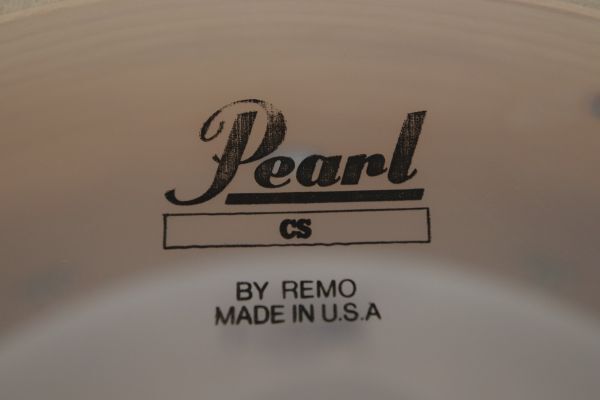 Pearl
CS
BY REMO
MADE IN U.S.A